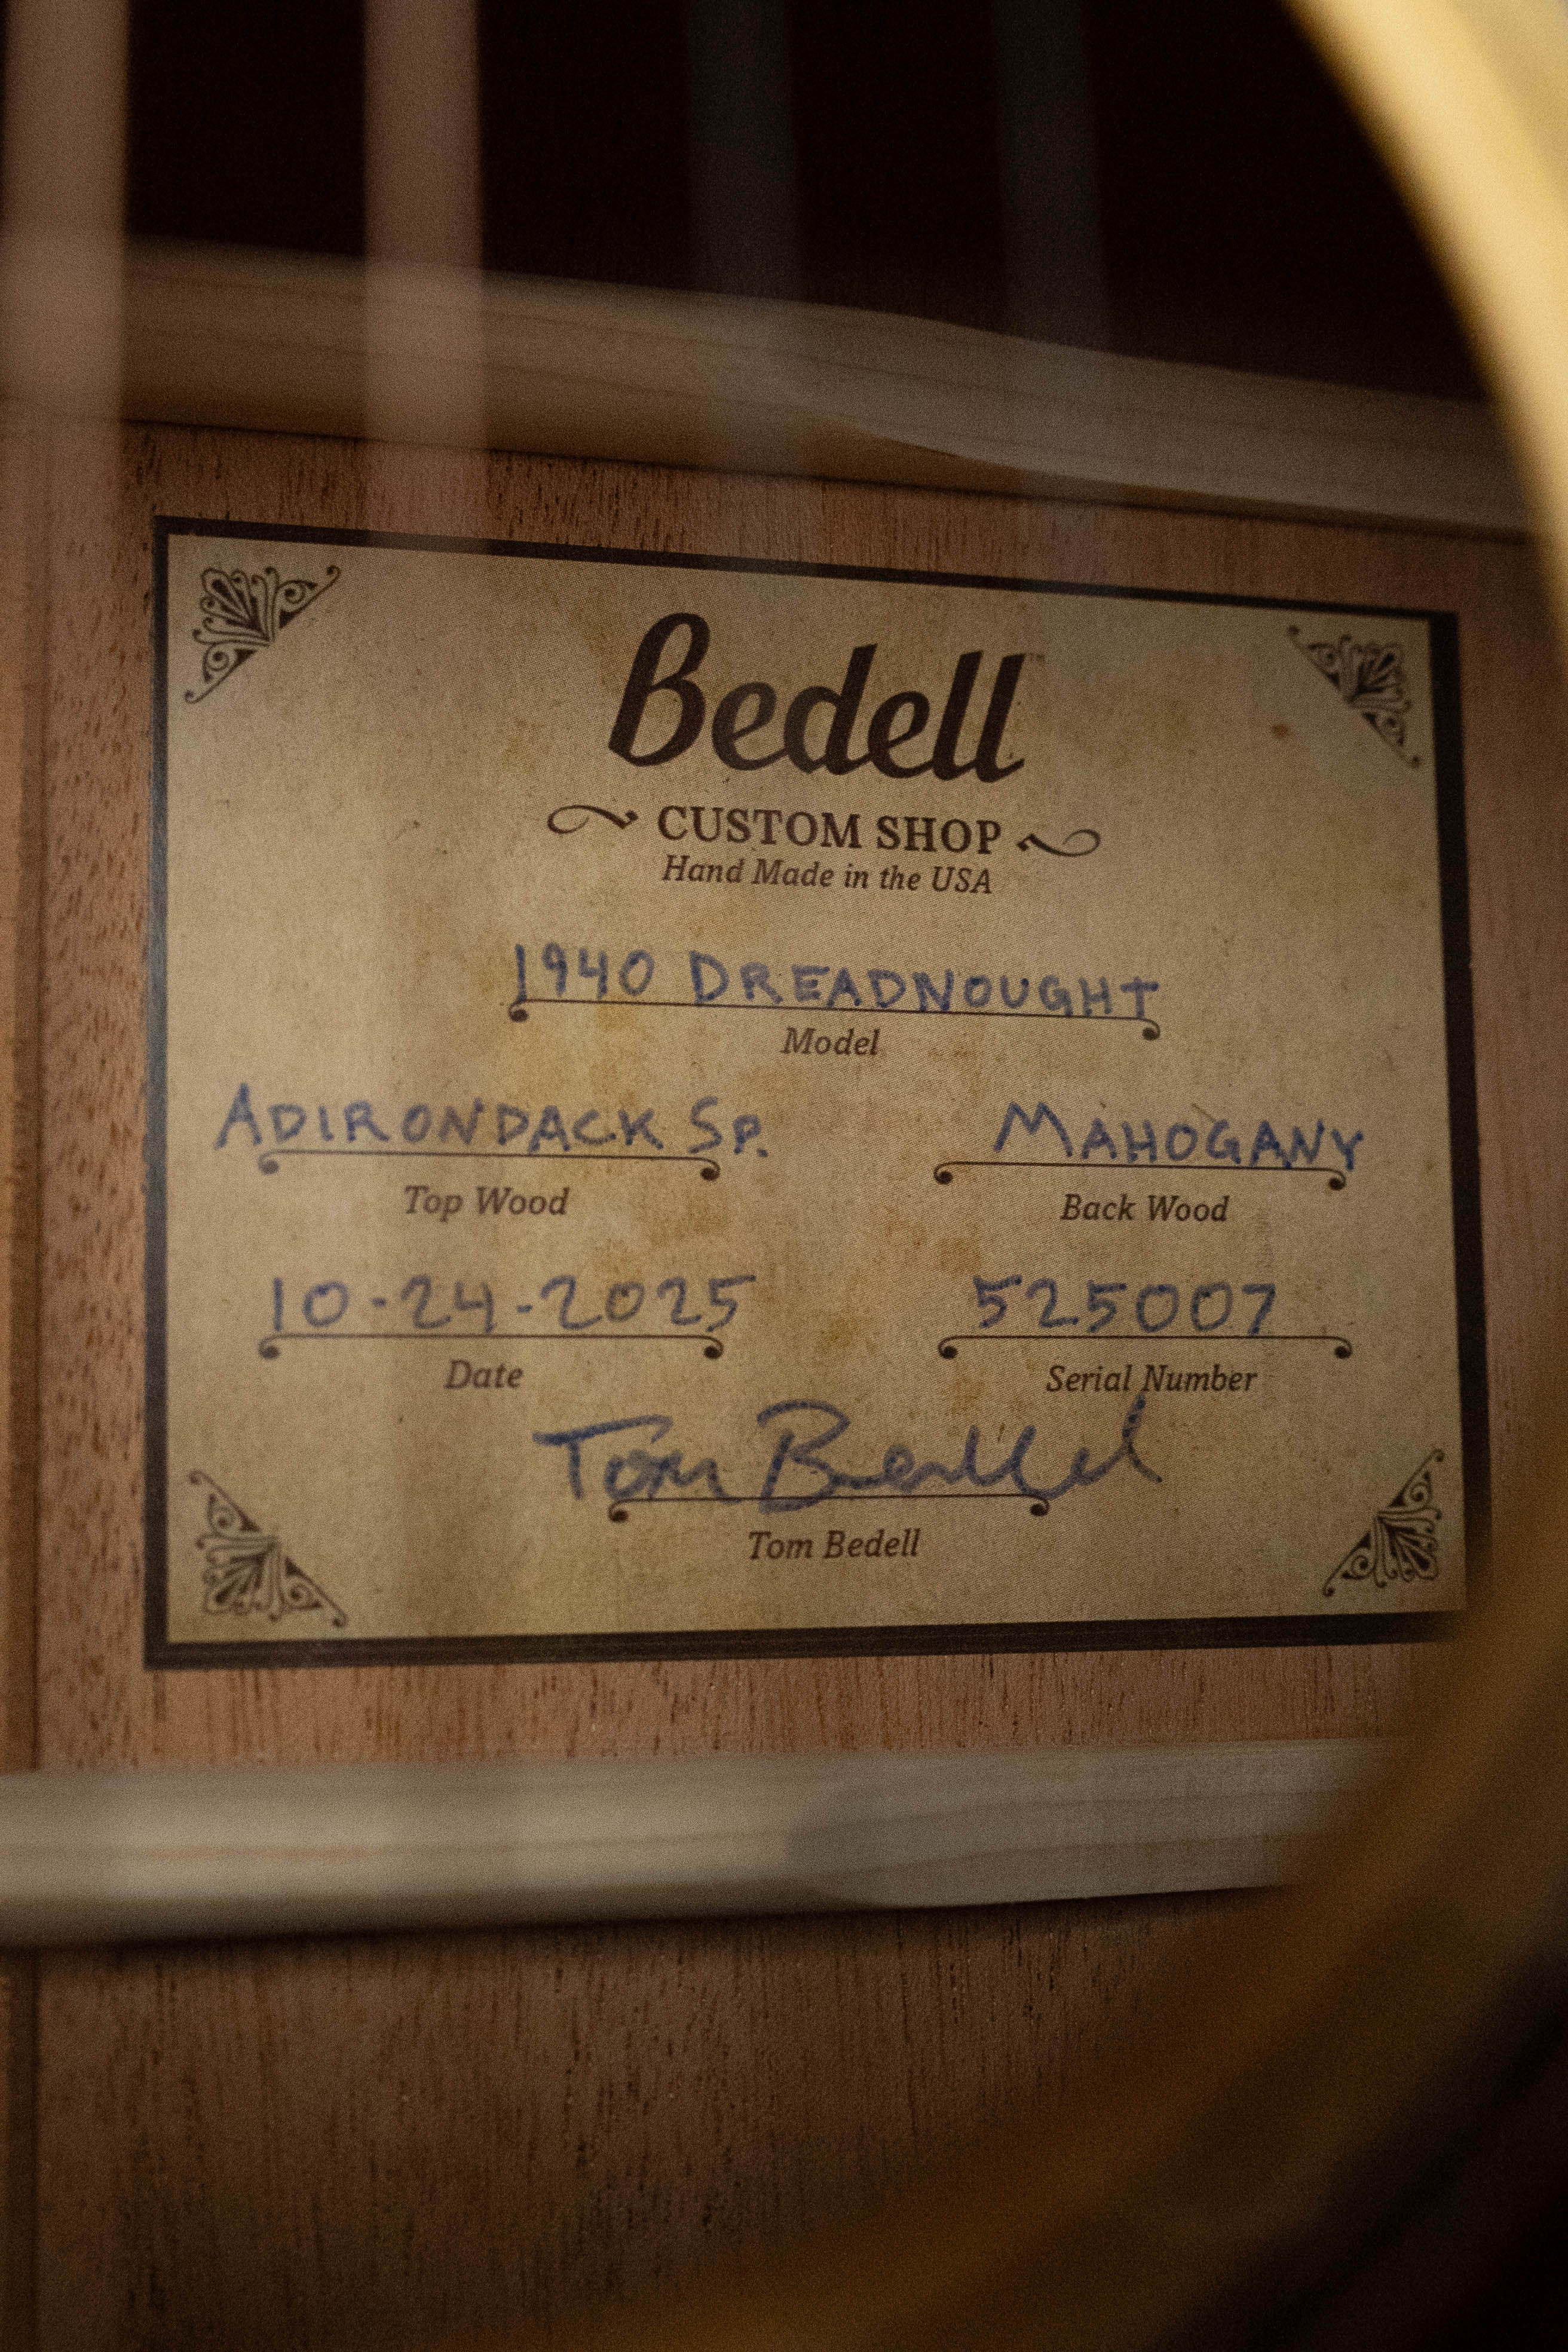 Bedell™
CUSTOM SHOP
Hand Made in the USA
1940 DREADNOUGHT
Model
ADIRONDACK SP. MAHOGANY
Top Wood Back Wood
10-24-2025 525007
Date Serial Number
Tom Bedell
Tom Bedell